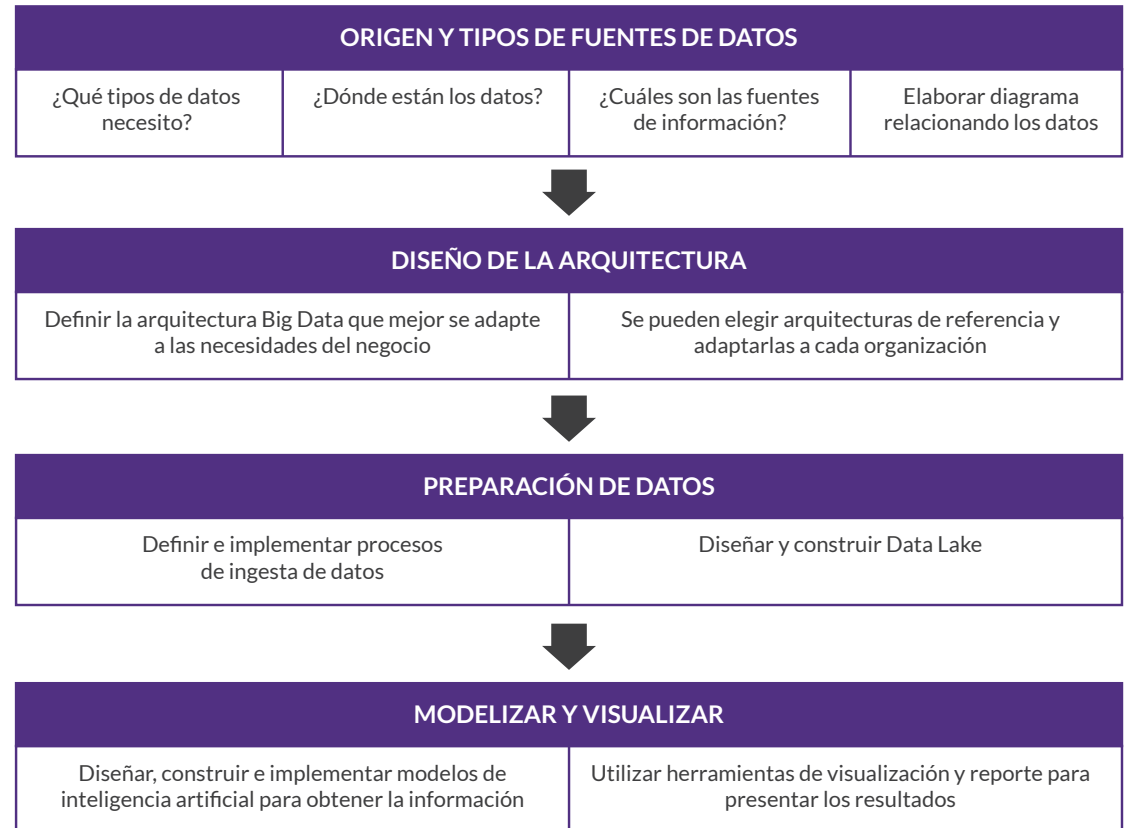 ORIGEN Y TIPOS DE FUENTES DE DATOS
¿Qué tipos de datos
necesito?
¿Dónde están los datos?
¿Cuáles son las fuentes
de información?
Elaborar diagrama
relacionando los datos
DISEÑO DE LA ARQUITECTURA
Definir la arquitectura Big Data que mejor se adapte
a las necesidades del negocio
Se pueden elegir arquitecturas de referencia y
adaptarlas a cada organización
PREPARACIÓN DE DATOS
Definir e implementar procesos
de ingesta de datos
Diseñar y construir Data Lake
MODELIZAR Y VISUALIZAR
Diseñar, construir e implementar modelos de
inteligencia artificial para obtener la información
Utilizar herramientas de visualización y reporte para
presentar los resultados